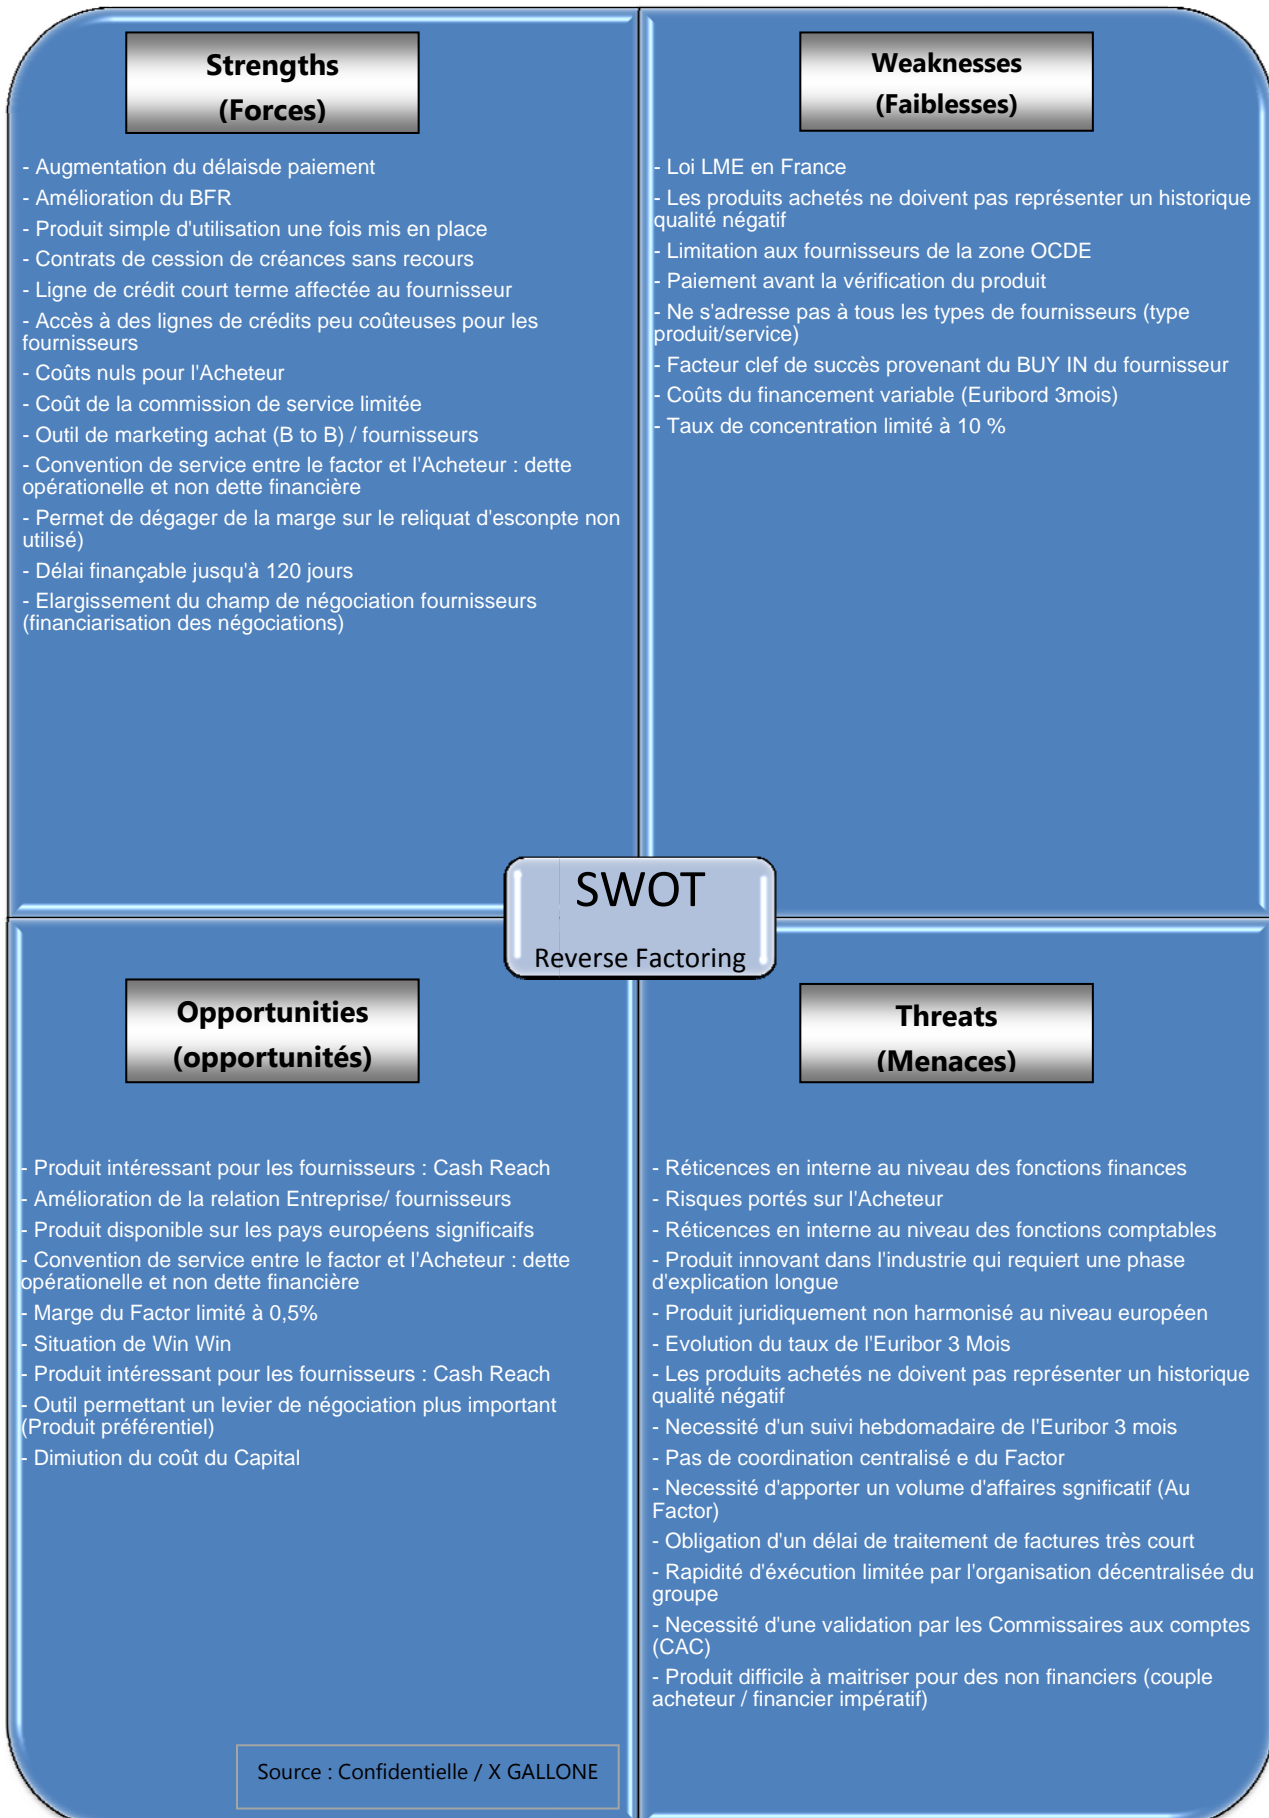 Strengths
(Forces)
- Augmentation du délaisde paiement
- Amélioration du BFR
- Produit simple d'utilisation une fois mis en place
- Contrats de cession de créances sans recours
- Ligne de crédit court terme affectée au fournisseur
- Accès à des lignes de crédits peu coûteuses pour les
fournisseurs
- Coûts nuls pour l'Acheteur
- Coût de la commission de service limitée
- Outil de marketing achat (B to B) / fournisseurs
- Convention de service entre le factor et l'Acheteur : dette
opérationelle et non dette financière
- Permet de dégager de la marge sur le reliquat d'esconpte non
utilisé)
- Délai finançable jusqu'à 120 jours
- Elargissement du champ de négociation fournisseurs
(financiarisation des négociations)
Weaknesses
(Faiblesses)
- Loi LME en France
- Les produits achetés ne doivent pas représenter un historique
qualité négatif
- Limitation aux fournisseurs de la zone OCDE
- Paiement avant la vérification du produit
- Ne s'adresse pas à tous les types de fournisseurs (type
produit/service)
- Facteur clef de succès provenant du BUY IN du fournisseur
- Coûts du financement variable (Euribord 3mois)
- Taux de concentration limité à 10 %
SWOT
Reverse Factoring
Opportunities
(opportunités)
- Produit intéressant pour les fournisseurs : Cash Reach
- Amélioration de la relation Entreprise/ fournisseurs
- Produit disponible sur les pays européens significaifs
- Convention de service entre le factor et l'Acheteur : dette
opérationelle et non dette financière
- Marge du Factor limité à 0,5%
- Situation de Win Win
- Produit intéressant pour les fournisseurs : Cash Reach
- Outil permettant un levier de négociation plus important
(Produit préférentiel)
- Dimiution du coût du Capital
Source : Confidentielle / X GALLONE
Threats
(Menaces)
- Réticences en interne au niveau des fonctions finances
- Risques portés sur l'Acheteur
- Réticences en interne au niveau des fonctions comptables
- Produit innovant dans l'industrie qui requiert une phase
d'explication longue
- Produit juridiquement non harmonisé au niveau européen
- Evolution du taux de l'Euribor 3 Mois
- Les produits achetés ne doivent pas représenter un historique
qualité négatif
- Necessité d'un suivi hebdomadaire de l'Euribor 3 mois
- Pas de coordination centralisé e du Factor
- Necessité d'apporter un volume d'affaires sgnificatif (Au
Factor)
- Obligation d'un délai de traitement de factures très court
- Rapidité d'éxécution limitée par l'organisation décentralisée du
groupe
- Necessité d'une validation par les Commissaires aux comptes
(CAC)
- Produit difficile à maitriser pour des non financiers (couple
acheteur / financier impératif)